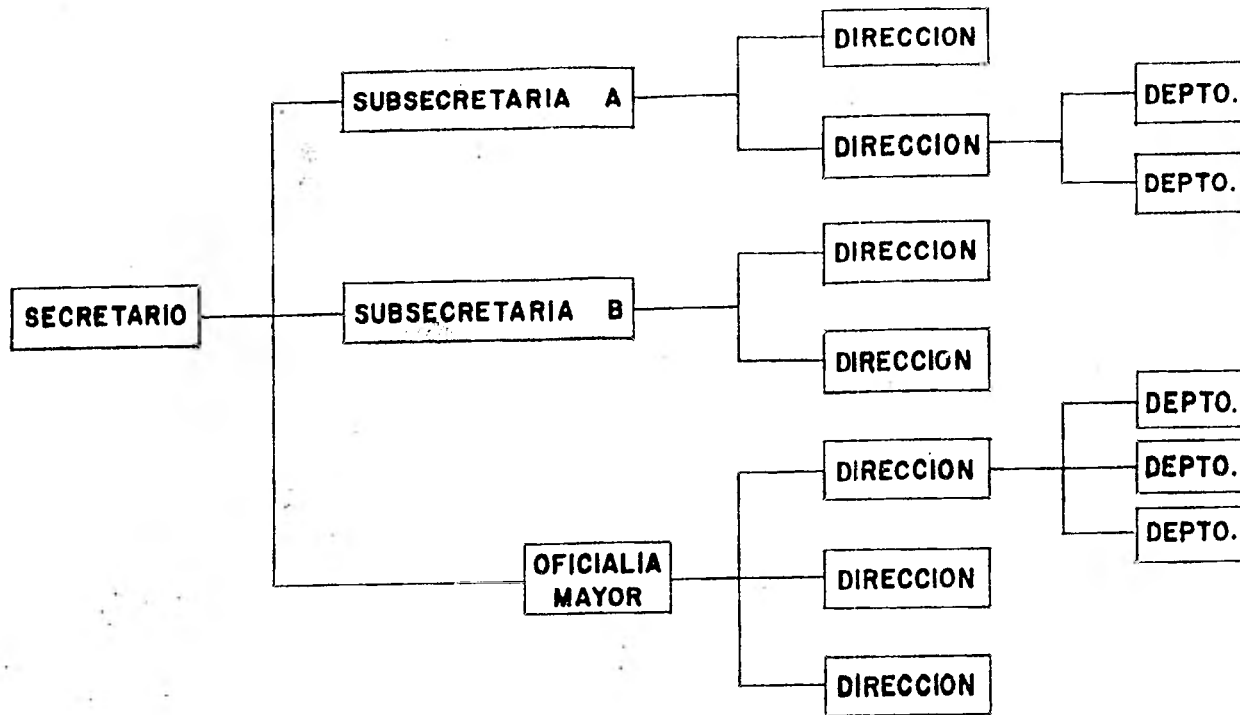 DIRECCION
SUBSECRETARIA A
DEPTO.
DIRECCION
DEPTO.
DIRECCION
SECRETARIO
SUBSECRETARIA B
DIRECCION
DEPTO.
DIRECCION
DEPTO.
DEPTO.
OFICIALIA
MAYOR
DIRECCION
DIRECCION